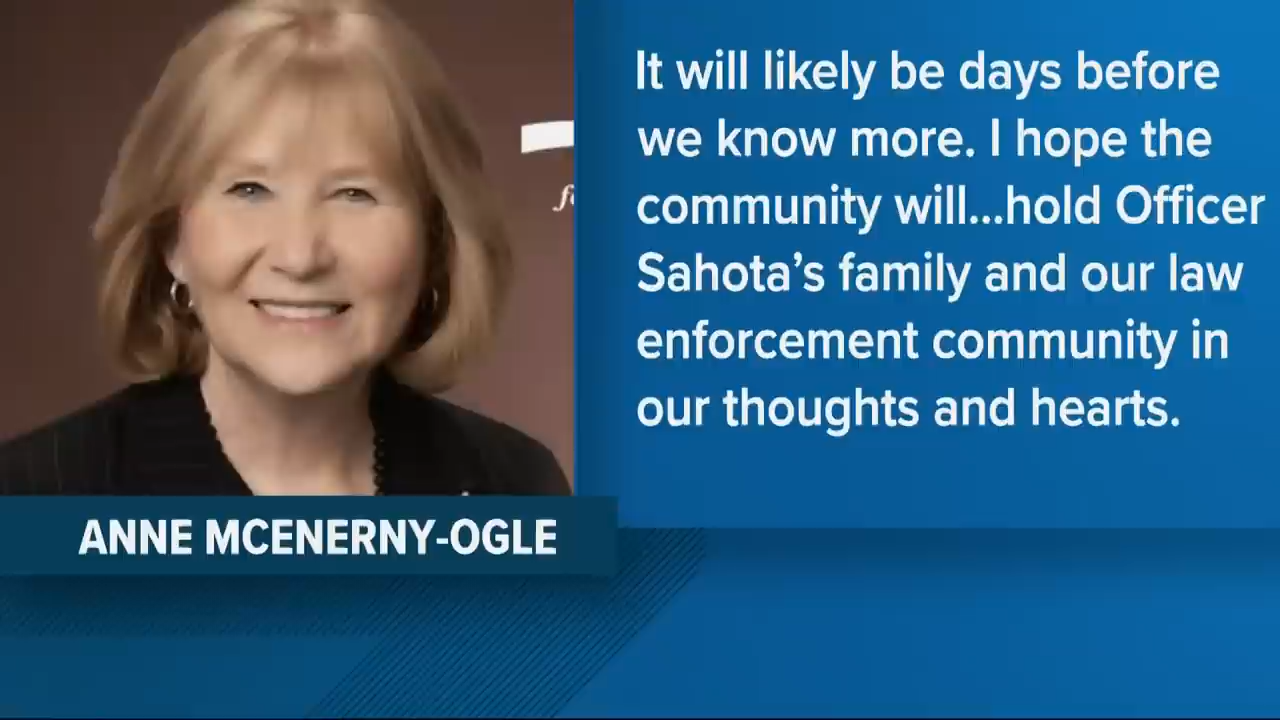 It will likely be days before
we know more. I hope the
community will...hold Officer
Sahota’s family and our law
enforcement community in
our thoughts and hearts.
ANNE MCENERNY-OGLE